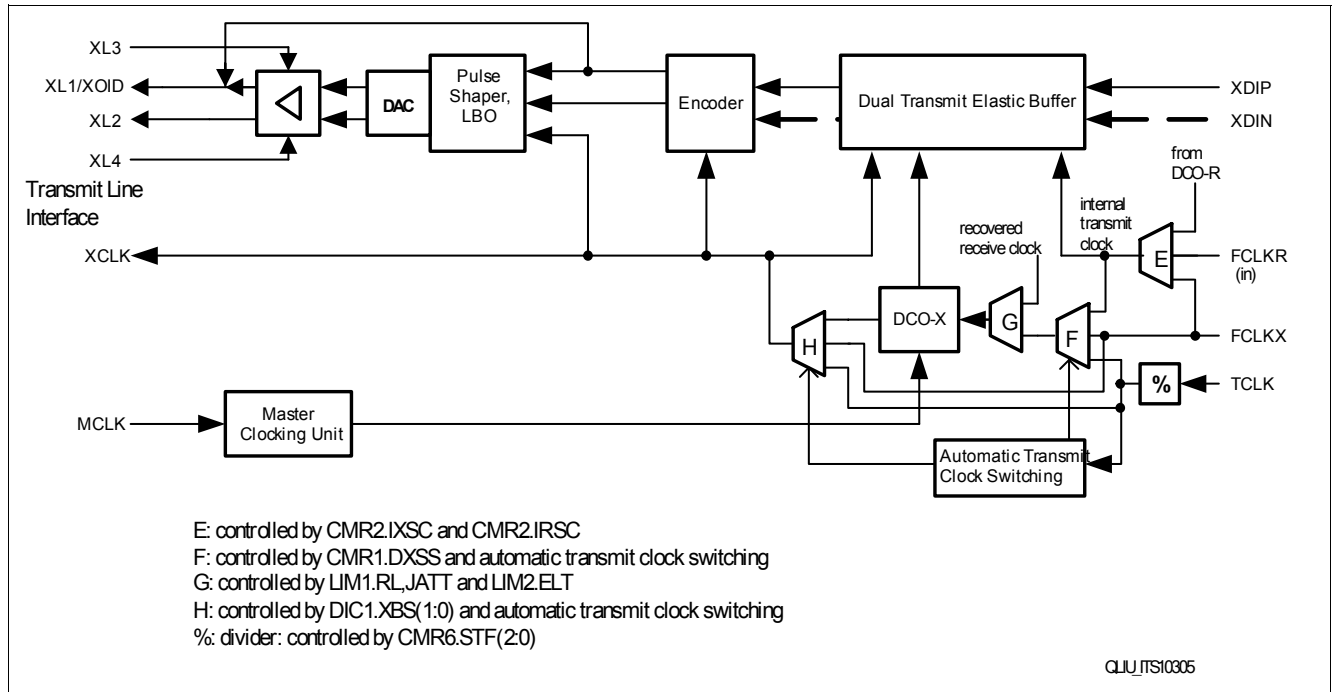 XL3
XL1/XOID
XL2
XL4
Transmit Line
Interface
XCLK
MCLK
DAC
Pulse
Shaper,
LBO
Encoder
Dual Transmit Elastic Buffer
XDIP
XDIN
from
DCO-R
internal
transmit
clock
recovered
receive clock
E
FCLKR
(in)
DCO-X
G
F
H
FCLKX
%
TCLK
Master
Clocking Unit
Automatic Transmit
Clock Switching
E: controlled by CMR2.IXSC and CMR2.IRSC
F: controlled by CMR1.DXSS and automatic transmit clock switching
G: controlled by LIM1.RL,JATT and LIM2.ELT
H: controlled by DIC1.XBS(1:0) and automatic transmit clock switching
%: divider: controlled by CMR6.STF(2:0)
QLIU_ITS10305